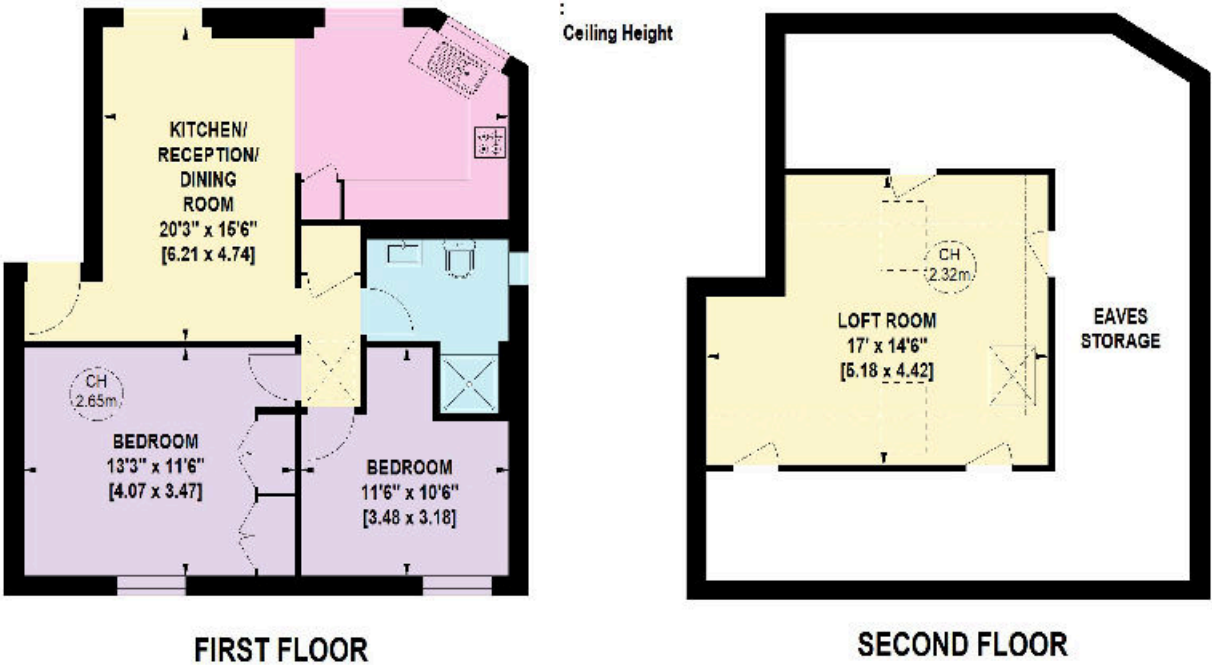 :
Ceiling Height
KITCHEN/
RECEPTION/
DINING
ROOM
20'3" x 15'6"
[6.21 x 4.74]
CH
2.65m
BEDROOM
13'3" x 11'6"
[4.07 x 3.47]
BEDROOM
11'6" x 10'6"
[3.48 x 3.18]
FIRST FLOOR
CH
2.32m
LOFT ROOM
17' x 14'6"
[5.18 x 4.42]
EAVES
STORAGE
SECOND FLOOR